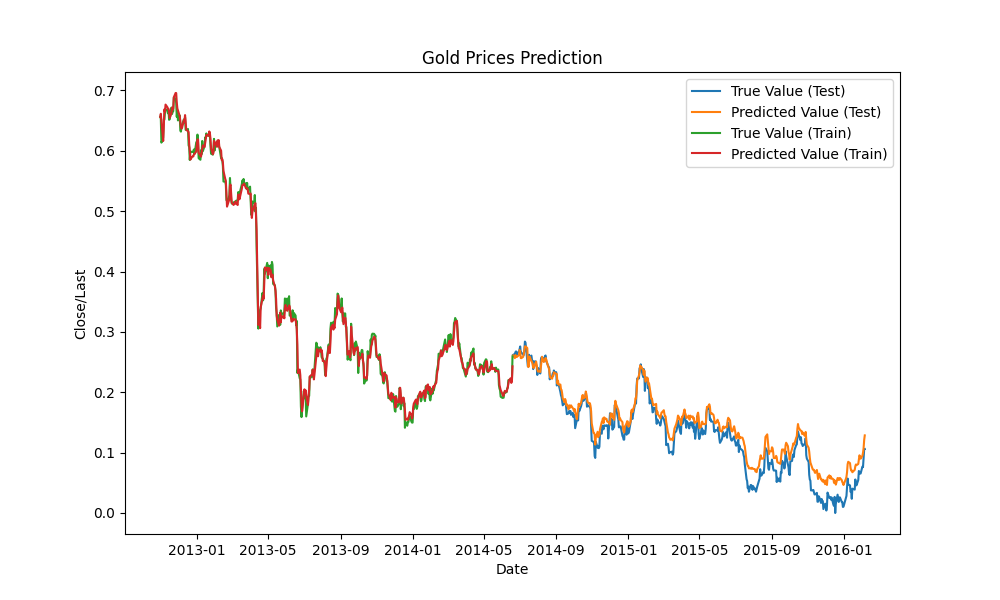 Gold Prices Prediction
True Value (Test)
Predicted Value (Test)
True Value (Train)
Predicted Value (Train)
Close/Last
0.7
0.6
0.5
0.4
0.3
0.2
0.1
0.0
2013-01 2013-05 2013-09 2014-01 2014-05 2014-09 2015-01 2015-05 2015-09 2016-01
Date